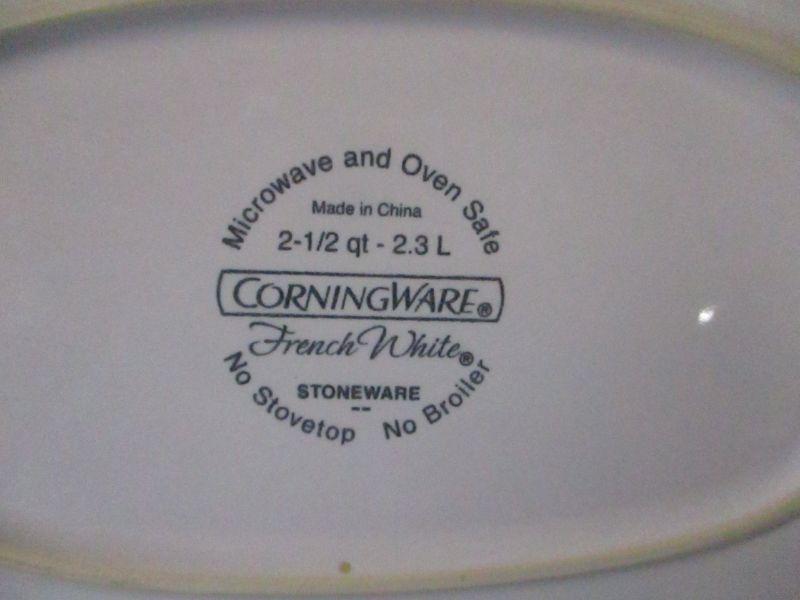 Microwave and Oven Safe
Made in China
2-1/2 qt - 2.3 L
CORNINGWARE®
French White®
STONEWARE
--
No Stovetop No Broiler